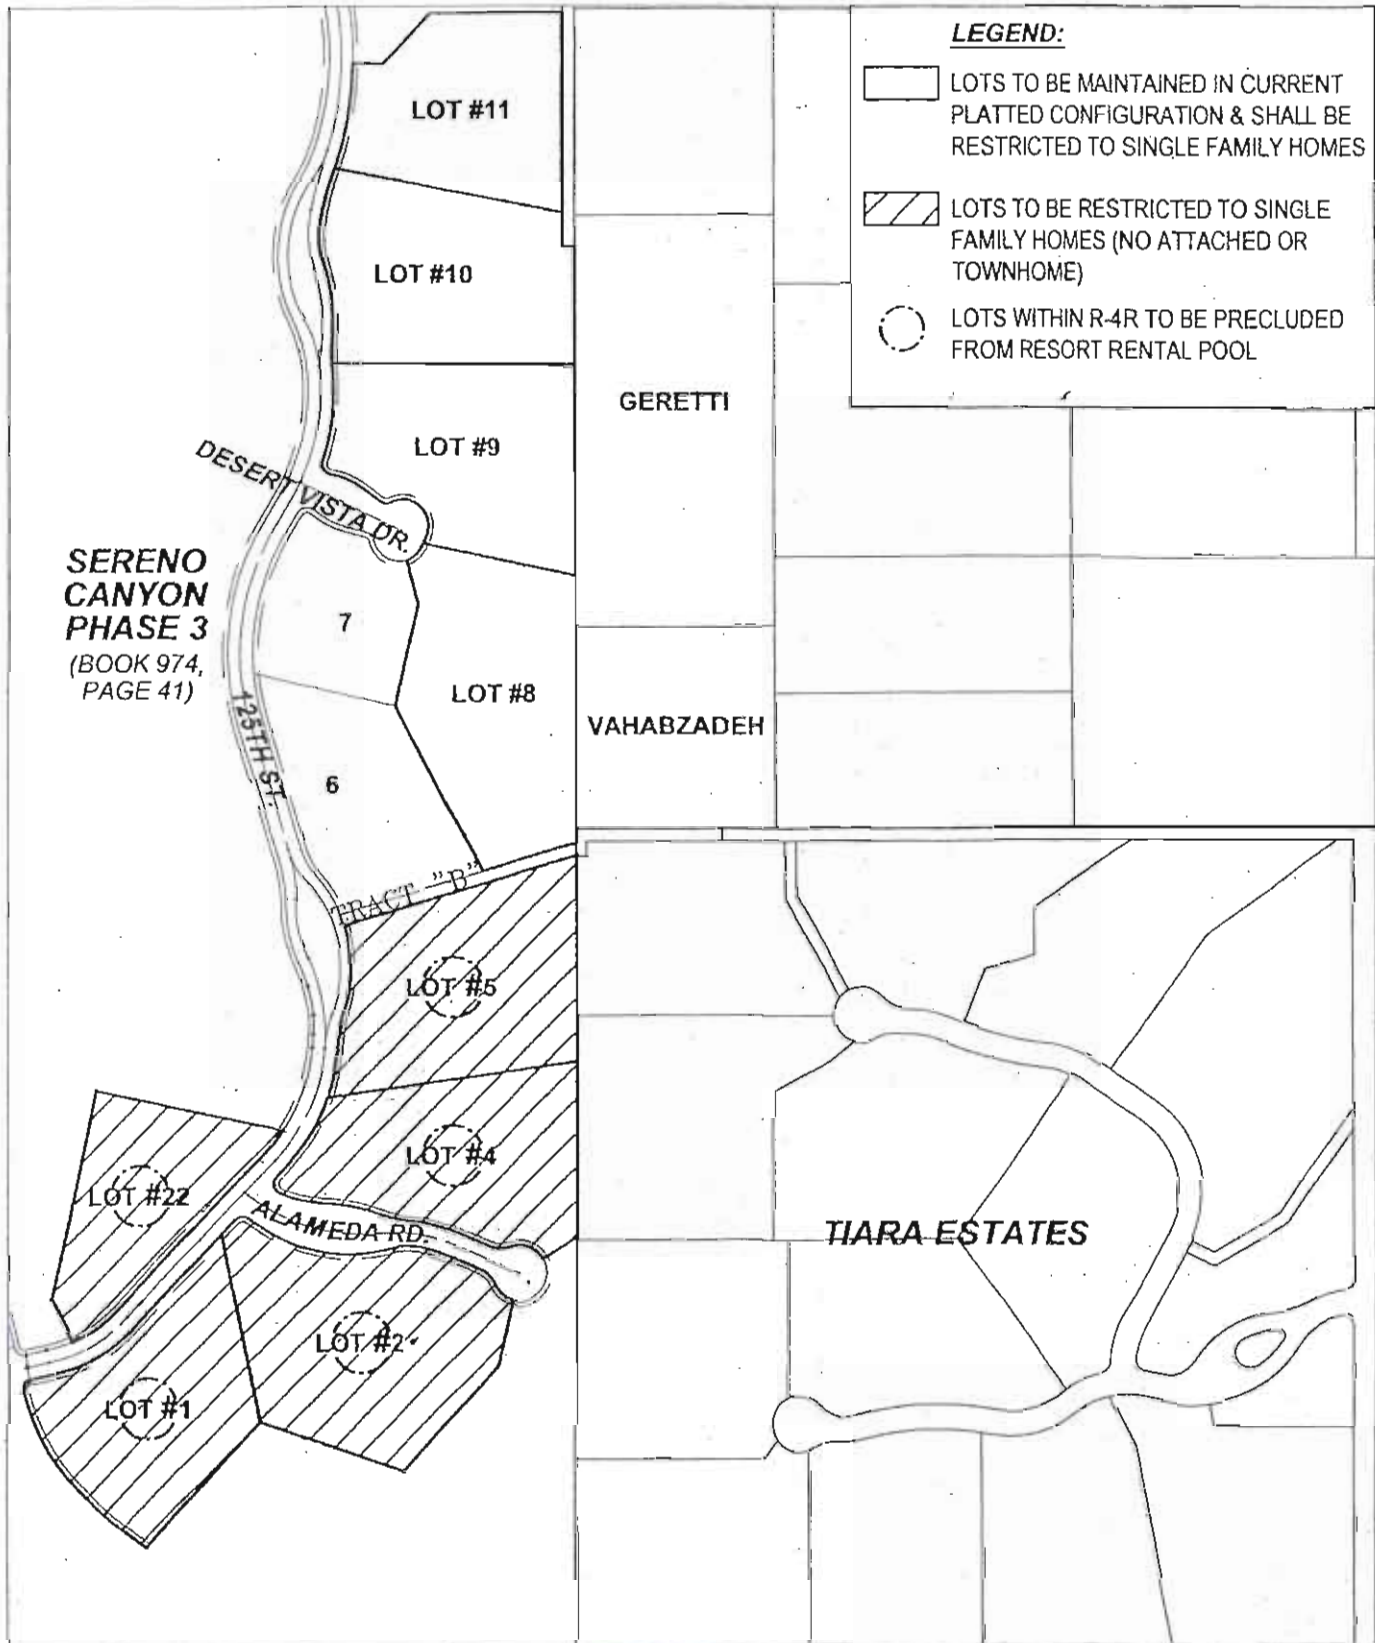 LEGEND:
LOTS TO BE MAINTAINED IN CURRENT
PLATTED CONFIGURATION & SHALL BE
RESTRICTED TO SINGLE FAMILY HOMES
LOTS TO BE RESTRICTED TO SINGLE
FAMILY HOMES (NO ATTACHED OR
TOWNHOME)
LOTS WITHIN R-4R TO BE PRECLUDED
FROM RESORT RENTAL POOL
LOT #11
LOT #10
GERETTI
LOT #9
DESERT VISTA DR.
SERENO
CANYON
PHASE 3
(BOOK 974,
PAGE 41)
7
LOT #8
VAHABZADEH
125TH ST.
6
TRACT "B"
LOT #5
LOT #4
LOT #22
ALAMEDA RD.
TIARA ESTATES
LOT #2
LOT #1